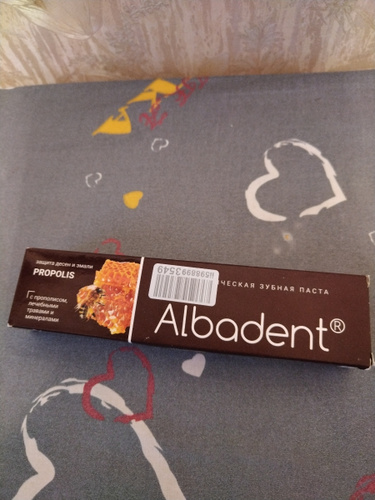 защита десен и эмали
PROPOLIS
с прополисом,
лечебными
травами и
минералами
ЧЕСКАЯ ЗУБНАЯ ПАСТА
Albadent®